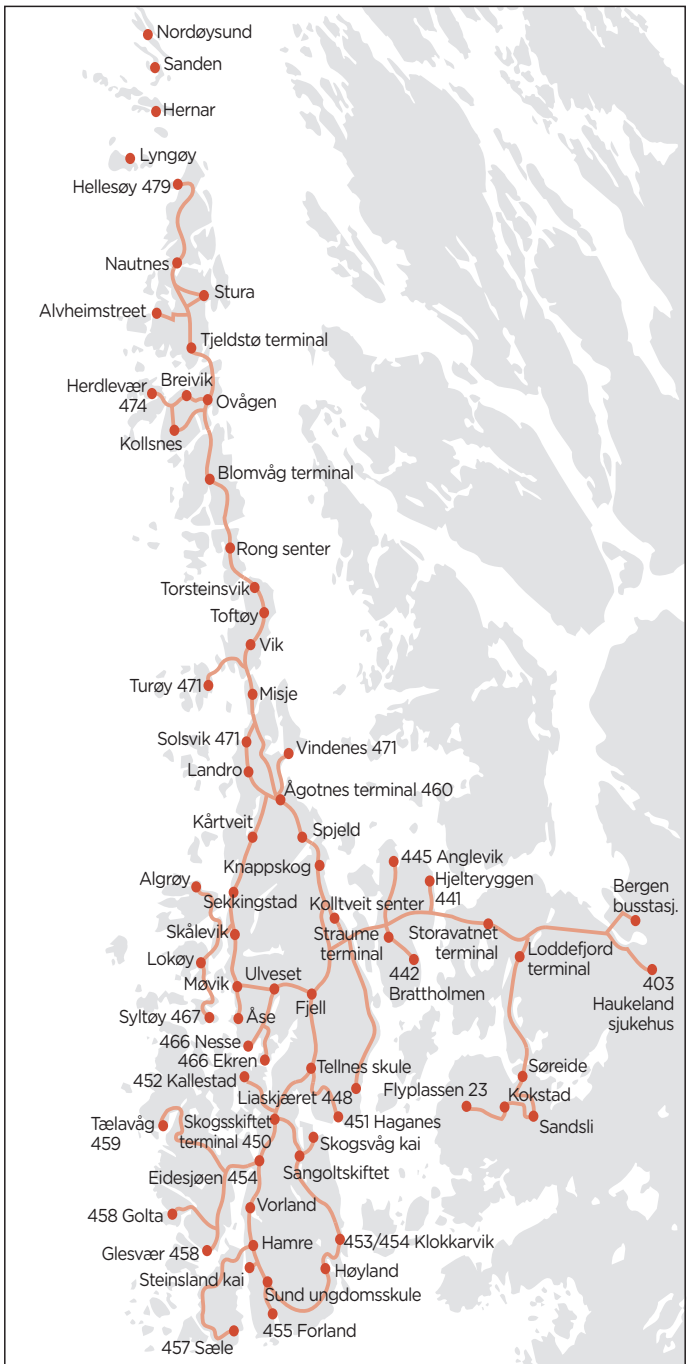 Nordøysund
Sanden
Hernar
Lyngøy
Hellesøy 479
Nautnes
Stura
Alvheimstreet
Tjeldstø terminal
Herdlevær
474
Breivik
Ovågen
Kollsnes
Blomvåg terminal
Rong senter
Torsteinsvik
Toftøy
Vik
Turøy 471
Misje
Solsvik 471
Vindenes 471
Landro
Ågotnes terminal 460
Kårtveit
Spjeld
Knappskog
445 Anglevik
Hjelteryggen
441
Algrøy
Sekkingstad
Kolltveit senter
Bergen
busstasj.
Skålevik
Straume
terminal
Storavatnet
terminal
Loddefjord
terminal
Lokøy
Ulveset
442
Brattholmen
403
Haukeland
sjukehus
Møvik
Fjell
Syltøy 467
Åse
466 Nesse
466 Ekren
Tellnes skule
Søreide
452 Kallestad
Liaskjæret 448
Flyplassen 23
Kokstad
Sandsli
Tælavåg
459
Skogsskiftet
terminal 450
451 Haganes
Skogsvåg kai
Sangoltskiftet
Eidesjøen 454
Vorland
458 Golta
453/454 Klokkarvik
Hamre
Glesvær 458
Steinsland kai
Høyland
Sund ungdomsskule
455 Forland
457 Sæle